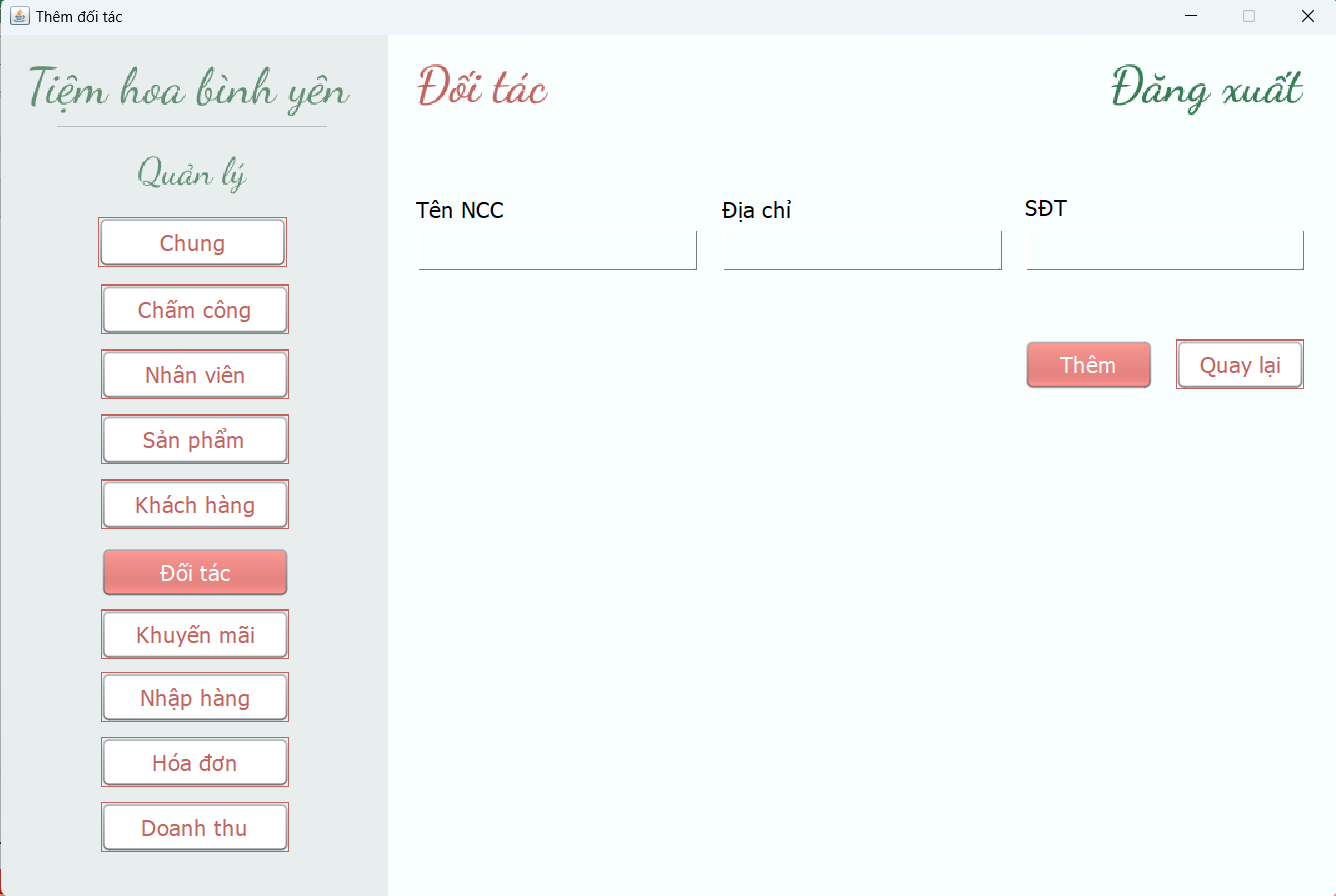 Thêm đối tác
Tiệm hoa bình yên
Quản lý
Chung
Chấm công
Nhân viên
Sản phẩm
Khách hàng
Đối tác
Khuyến mãi
Nhập hàng
Hóa đơn
Doanh thu
Đối tác
Đăng xuất
Tên NCC
Địa chỉ
SĐT
Thêm
Quay lại